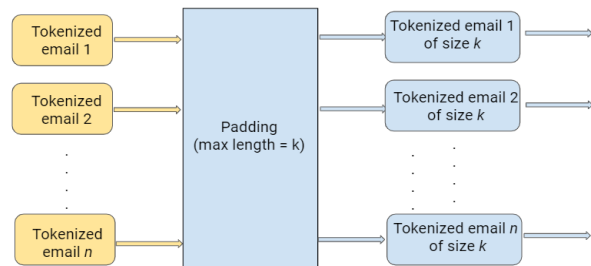 Tokenized
email 1
Tokenized email 1
of size k
Tokenized
email 2
Tokenized email 2
of size k
Padding
(max length = k)
Tokenized
email n
Tokenized email n
of size k